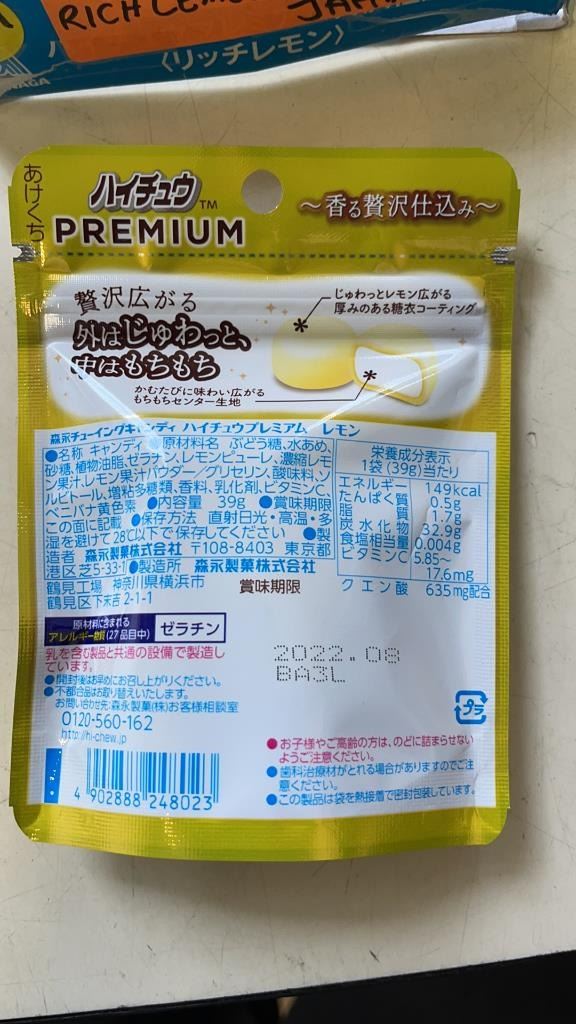 RICH LEM
JAPA
〈リッチレモン〉
NAGA
あけくち
ハイチュウ™
PREMIUM
～香る贅沢仕込み～
贅沢広がる
外はじゅわっと、
中はもちもち
じゅわっとレモン広がる
厚みのある糖衣コーティング
かむたびに味わい広がる
もちもちセンター生地
森永チューイングキャンディ ハイチュウプレミアム レモン
●名称 キャンディ ●原材料名 ぶどう糖、水あめ、
砂糖、植物油脂、ゼラチン、レモンピューレ、濃縮レモ
ン果汁、レモン果汁パウダー／グリセリン、酸味料、ソ
ルビトール、増粘多糖類、香料、乳化剤、ビタミンC、
ベニバナ黄色素 ●内容量 39g ●賞味期限
この面に記載 ●保存方法 直射日光・高温・多
湿を避けて28℃以下で保存してください ●製
造者 森永製菓株式会社 〒108-8403 東京都
港区芝5-33-1 ●製造所 森永製菓株式会社
鶴見工場 神奈川県横浜市
鶴見区下末吉2-1-1
栄養成分表示
1袋(39g)当たり
エネルギー 149kcal
たんぱく質 0.5g
脂質 1.7g
炭水化物 32.9g
食塩相当量 0.004g
ビタミンC 5.85～
17.6mg
クエン酸 635mg配合
賞味期限
2022.08
BA3L
原材料に含まれる
アレルギー物質(27品目中)
ゼラチン
乳を含む製品と共通の設備で製造し
ています。
●開封後はお早めにお召し上がりください。
●不都合品はお取り替えいたします。
お問い合わせ先:森永製菓(株)お客様相談室
0120-560-162
http://hi-chew.jp
プラ
●お子様やご高齢の方は、のどに詰まらせない
ようご注意ください。
●歯科治療材がとれる場合がありますのでご注
意ください。
●この製品は袋を熱接着で密封包装しています。
4 902888 248023